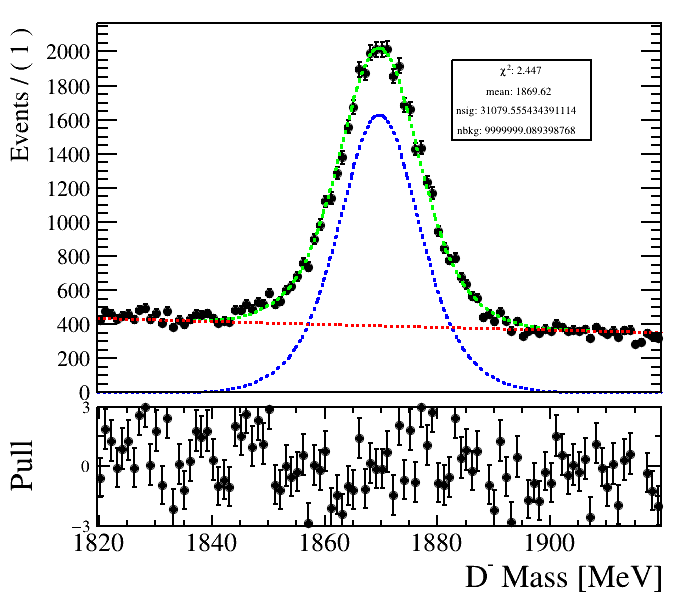 Events / ( 1 )
2000
1800
1600
1400
1200
1000
800
600
400
200
0
χ²: 2.447
mean: 1869.62
nsig: 31079.555434391114
nbkg: 9999999.089398768
Pull
3
0
−3
1820 1840 1860 1880 1900
D⁻ Mass [MeV]